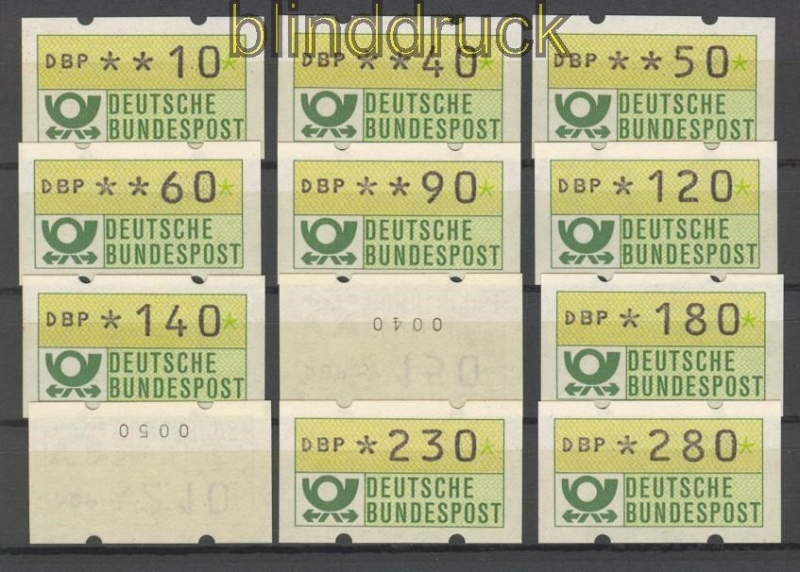 blinddruck
DBP **10*
DEUTSCHE
BUNDESPOST
DBP **40*
DEUTSCHE
BUNDESPOST
DBP **50*
DEUTSCHE
BUNDESPOST
DBP **60*
DEUTSCHE
BUNDESPOST
DBP **90*
DEUTSCHE
BUNDESPOST
DBP *120*
DEUTSCHE
BUNDESPOST
DBP *140*
DEUTSCHE
BUNDESPOST
0040
DBP *180*
DEUTSCHE
BUNDESPOST
0050
DBP *230*
DEUTSCHE
BUNDESPOST
DBP *280*
DEUTSCHE
BUNDESPOST